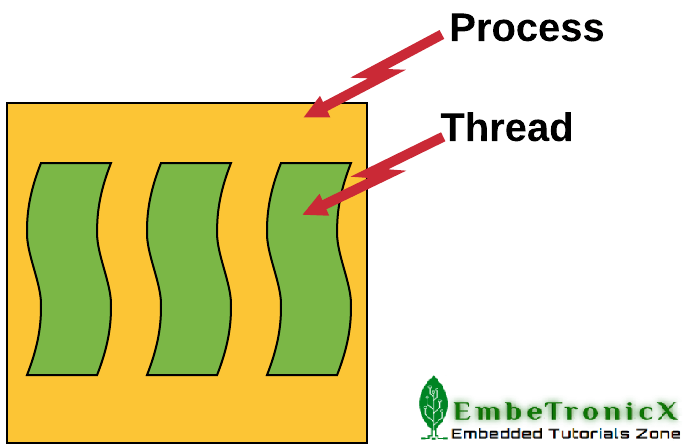 Process
Thread
EmbeTronicX
Embedded Tutorials Zone